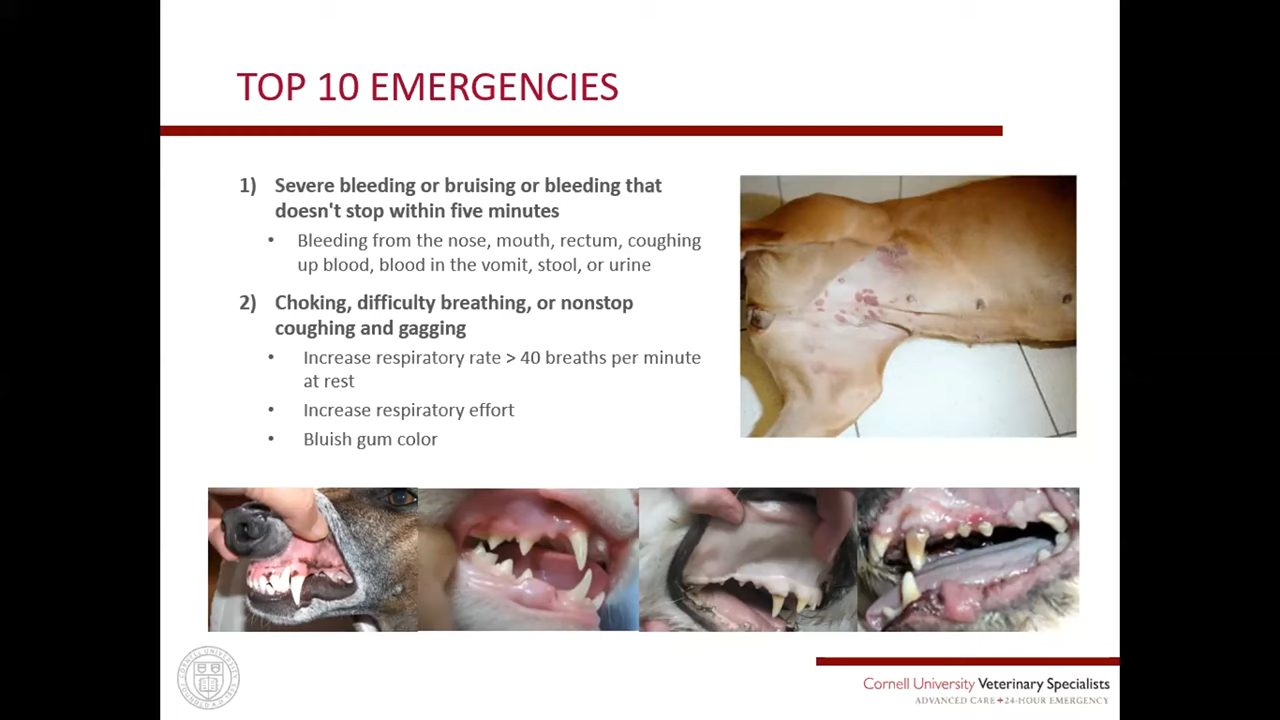 TOP 10 EMERGENCIES
1) Severe bleeding or bruising or bleeding that
doesn't stop within five minutes
• Bleeding from the nose, mouth, rectum, coughing
up blood, blood in the vomit, stool, or urine
2) Choking, difficulty breathing, or nonstop
coughing and gagging
• Increase respiratory rate > 40 breaths per minute
at rest
• Increase respiratory effort
• Bluish gum color
Cornell University Veterinary Specialists
ADVANCED CARE+24-HOUR EMERGENCY